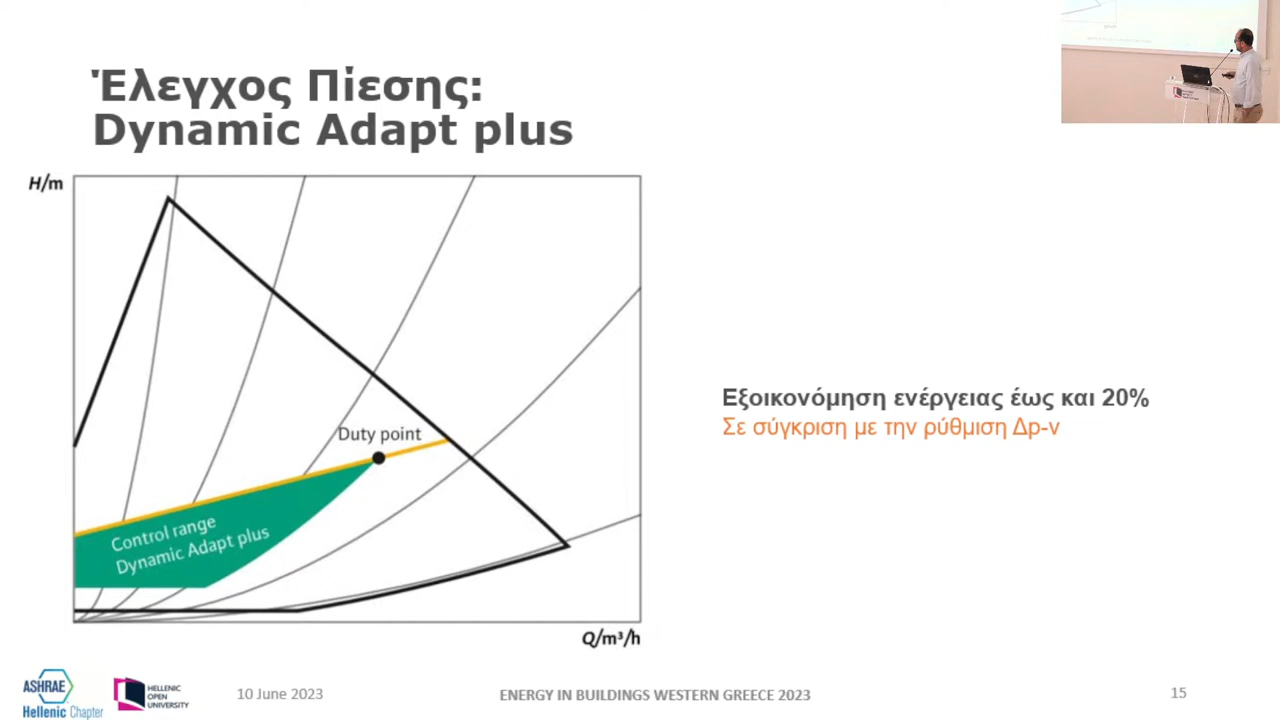 Έλεγχος Πίεσης:
Dynamic Adapt plus
H/m
Duty point
Control range
Dynamic Adapt plus
Q/m³/h
Εξοικονόμηση ενέργειας έως και 20%
Σε σύγκριση με την ρύθμιση Δp-v
ASHRAE
Hellenic Chapter
HELLENIC
OPEN
UNIVERSITY
10 June 2023
ENERGY IN BUILDINGS WESTERN GREECE 2023
15